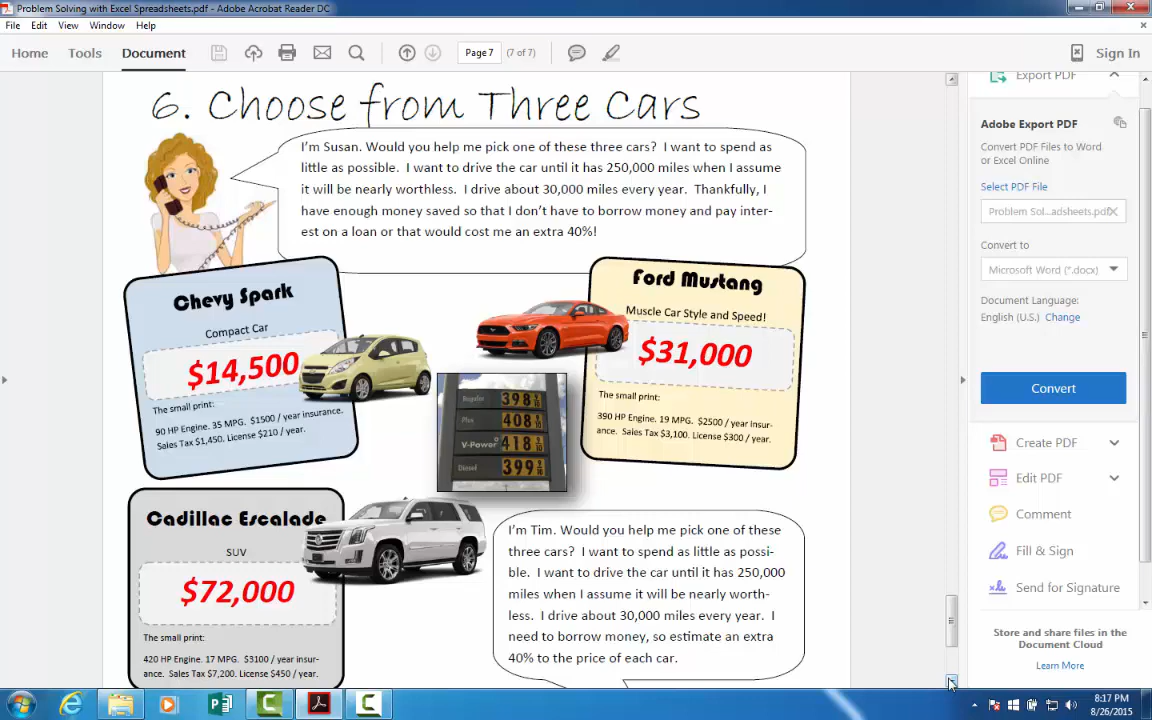 Problem Solving with Excel Spreadsheets.pdf - Adobe Acrobat Reader DC
File Edit View Window Help
Home Tools Document Page 7 (7 of 7) Sign In
6. Choose from Three Cars
I'm Susan. Would you help me pick one of these three cars? I want to spend as
little as possible. I want to drive the car until it has 250,000 miles when I assume
it will be nearly worthless. I drive about 30,000 miles every year. Thankfully, I
have enough money saved so that I don't have to borrow money and pay inter-
est on a loan or that would cost me an extra 40%!
Chevy Spark
Compact Car
$14,500
The small print:
90 HP Engine. 35 MPG. $1500 / year insurance.
Sales Tax $1,450. License $210 / year.
Ford Mustang
Muscle Car Style and Speed!
$31,000
The small print:
390 HP Engine. 19 MPG. $2500 / year insur-
ance. Sales Tax $3,100. License $300 / year.
Regular 398 9/10
Plus 408 9/10
V-Power 418 9/10
Diesel 399 9/10
Cadillac Escalade
SUV
$72,000
The small print:
420 HP Engine. 17 MPG. $3100 / year insur-
ance. Sales Tax $7,200. License $450 / year.
I'm Tim. Would you help me pick one of these
three cars? I want to spend as little as possi-
ble. I want to drive the car until it has 250,000
miles when I assume it will be nearly worth-
less. I drive about 30,000 miles every year. I
need to borrow money, so estimate an extra
40% to the price of each car.
Export PDF
Adobe Export PDF
Convert PDF Files to Word
or Excel Online
Select PDF File
Problem Sol...adsheets.pdf
Convert to
Microsoft Word (*.docx)
Document Language:
English (U.S.) Change
Convert
Create PDF
Edit PDF
Comment
Fill & Sign
Send for Signature
Store and share files in the
Document Cloud
Learn More
8:17 PM
8/26/2015